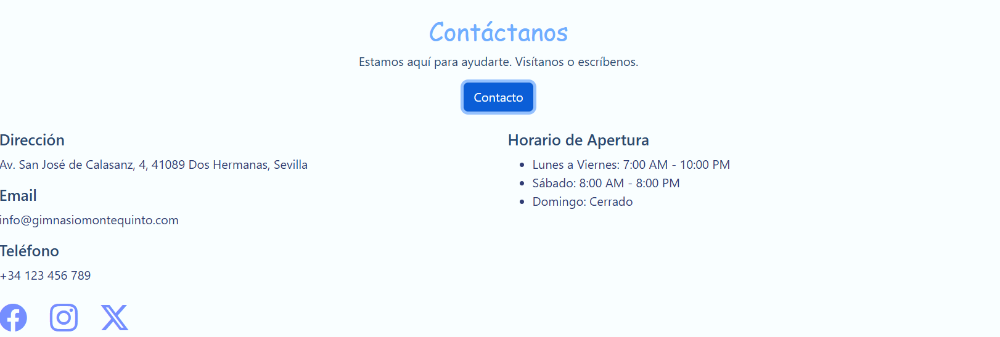 Contáctanos
Estamos aquí para ayudarte. Visítanos o escríbenos.
Contacto
Dirección
Av. San José de Calasanz, 4, 41089 Dos Hermanas, Sevilla
Email
info@gimnasiomontequinto.com
Teléfono
+34 123 456 789
Horario de Apertura
Lunes a Viernes: 7:00 AM - 10:00 PM
Sábado: 8:00 AM - 8:00 PM
Domingo: Cerrado